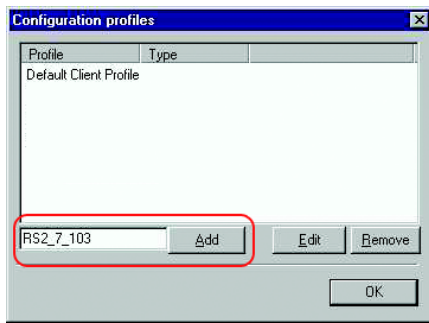 Configuration profiles
Profile Type
Default Client Profile
RS2_7_103 Add Edit Remove
OK